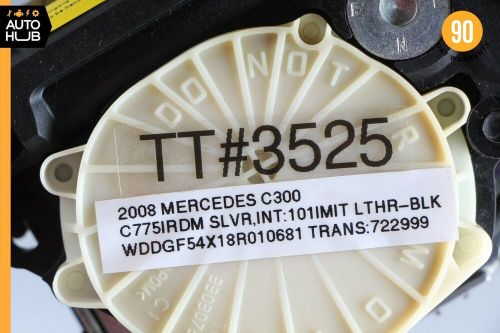 AUTO
HUB
90
DO NOT
TT#3525
2008 MERCEDES C300
C775IRDM SLVR,INT:101IMIT LTHR-BLK
WDDGF54X18R010681 TRANS:722999